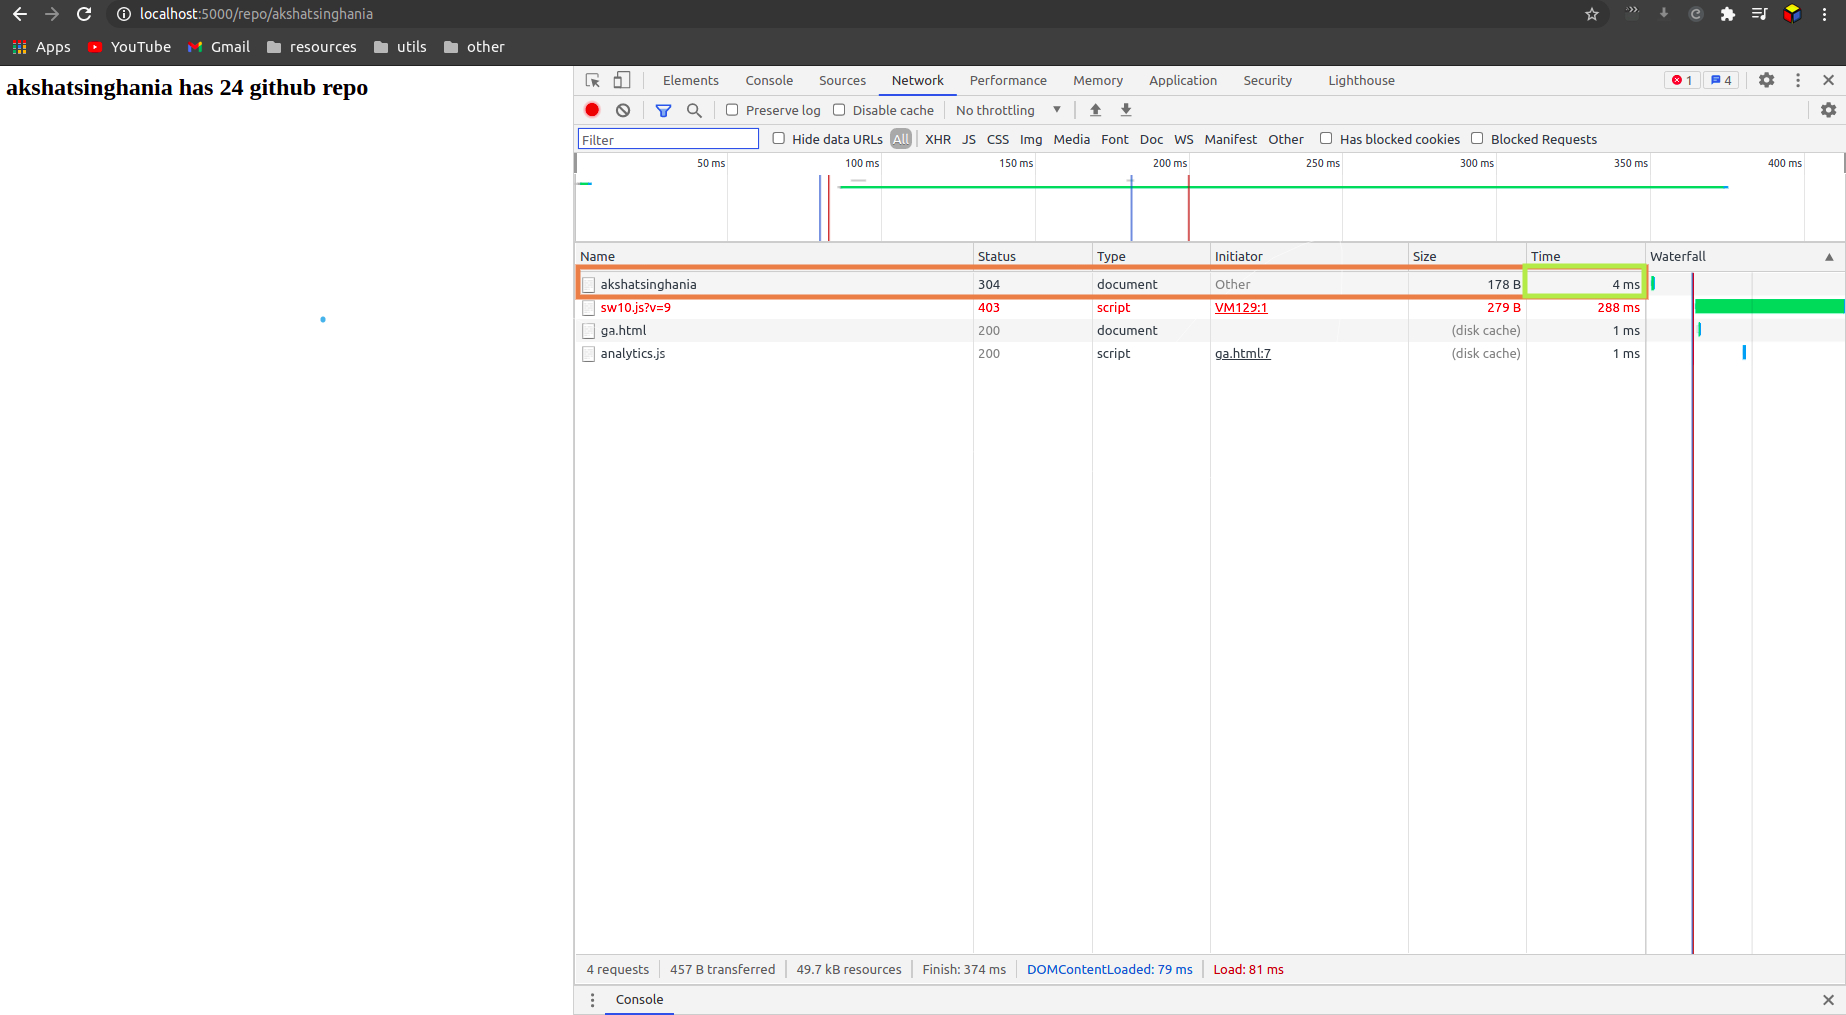 localhost:5000/repo/akshatsinghania
Apps YouTube Gmail resources utils other
akshatsinghania has 24 github repo
Elements Console Sources Network Performance Memory Application Security Lighthouse 1 4
Preserve log Disable cache No throttling
Filter Hide data URLs All XHR JS CSS Img Media Font Doc WS Manifest Other Has blocked cookies Blocked Requests
50 ms 100 ms 150 ms 200 ms 250 ms 300 ms 350 ms 400 ms
Name Status Type Initiator Size Time Waterfall
akshatsinghania 304 document Other 178 B 4 ms
sw10.js?v=9 403 script VM129:1 279 B 288 ms
ga.html 200 document (disk cache) 1 ms
analytics.js 200 script ga.html:7 (disk cache) 1 ms
4 requests 457 B transferred 49.7 kB resources Finish: 374 ms DOMContentLoaded: 79 ms Load: 81 ms
Console